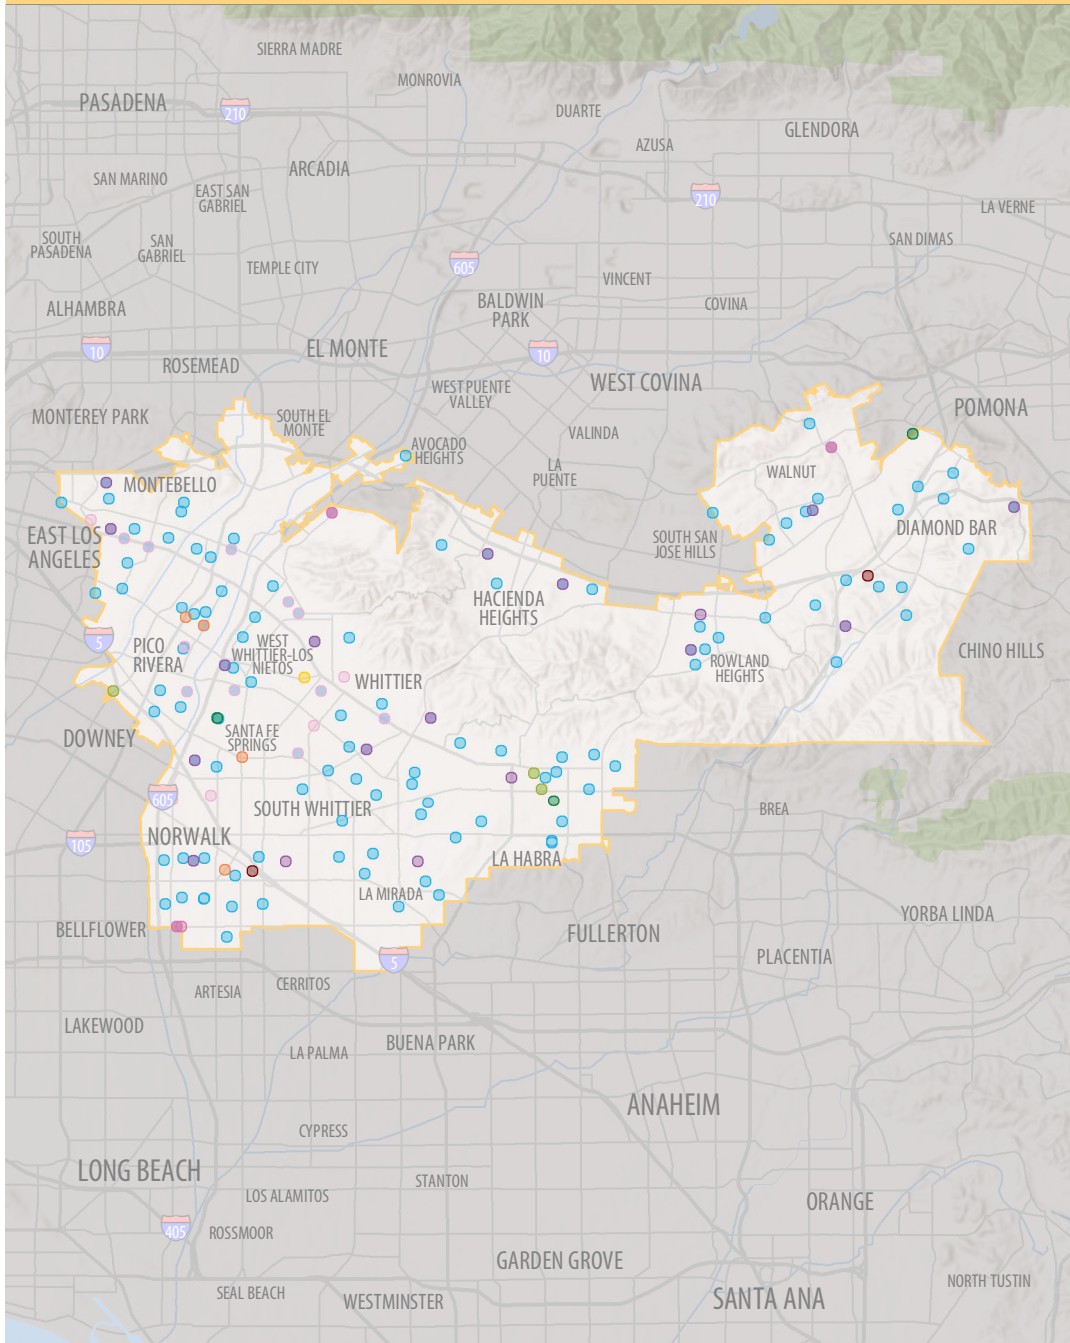 SIERRA MADRE
MONROVIA
PASADENA
210
DUARTE
GLENDORA
AZUSA
ARCADIA
SAN MARINO
EAST SAN
GABRIEL
210
LA VERNE
SOUTH
PASADENA
SAN
GABRIEL
SAN DIMAS
TEMPLE CITY
605
VINCENT
ALHAMBRA
BALDWIN
PARK
COVINA
10
EL MONTE
10
ROSEMEAD
WEST PUENTE
VALLEY
WEST COVINA
MONTEREY PARK
SOUTH EL
MONTE
POMONA
VALINDA
AVOCADO
HEIGHTS
LA
PUENTE
WALNUT
MONTEBELLO
EAST LOS
ANGELES
DIAMOND BAR
SOUTH SAN
JOSE HILLS
HACIENDA
HEIGHTS
5
PICO
RIVERA
WEST
WHITTIER-LOS
NIETOS
CHINO HILLS
ROWLAND
HEIGHTS
WHITTIER
DOWNEY
SANTA FE
SPRINGS
605
SOUTH WHITTIER
BREA
105
NORWALK
LA HABRA
LA MIRADA
BELLFLOWER
YORBA LINDA
FULLERTON
5
PLACENTIA
CERRITOS
ARTESIA
LAKEWOOD
BUENA PARK
LA PALMA
ANAHEIM
CYPRESS
LONG BEACH
STANTON
LOS ALAMITOS
ORANGE
405
ROSSMOOR
GARDEN GROVE
SEAL BEACH
NORTH TUSTIN
WESTMINSTER
SANTA ANA